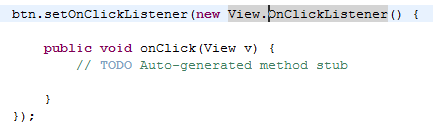 btn.setOnClickListener(new View.OnClickListener() {
public void onClick(View v) {
// TODO Auto-generated method stub
}
});